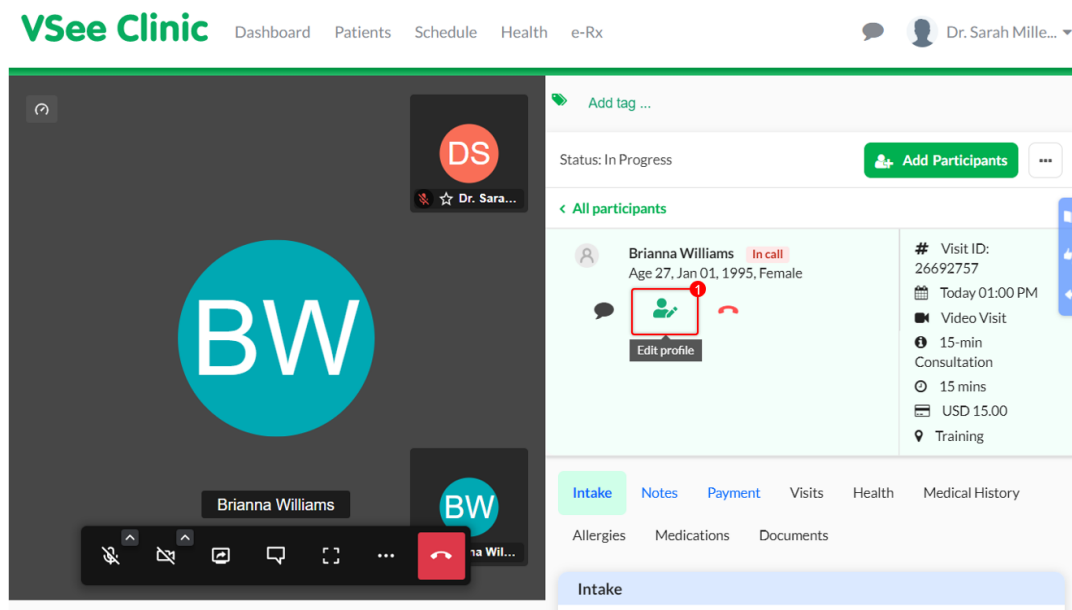 VSee Clinic Dashboard Patients Schedule Health e-Rx Dr. Sarah Mille...
Add tag ...
DS
Dr. Sara...
Status: In Progress
Add Participants
All participants
Brianna Williams In call
Age 27, Jan 01, 1995, Female
1
Edit profile
# Visit ID:
26692757
Today 01:00 PM
Video Visit
15-min
Consultation
15 mins
USD 15.00
Training
BW
Brianna Williams
BW
na Wil...
Intake Notes Payment Visits Health Medical History
Allergies Medications Documents
Intake